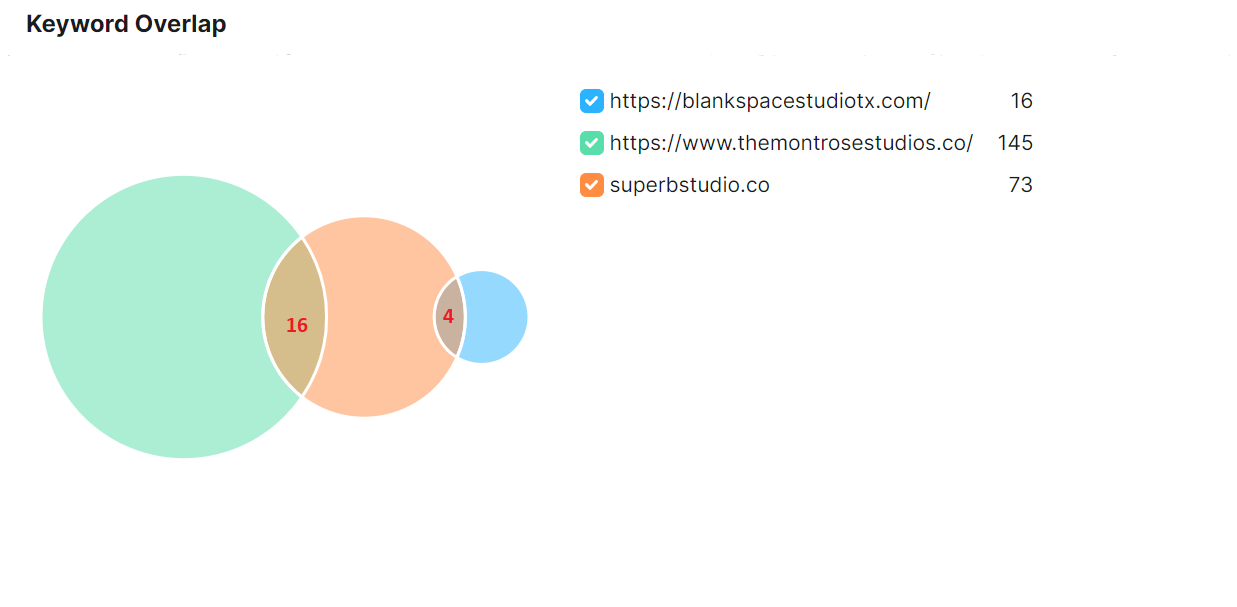 Keyword Overlap
https://blankspacestudiotx.com/ 16
https://www.themontrosestudios.co/ 145
superbstudio.co 73
16
4